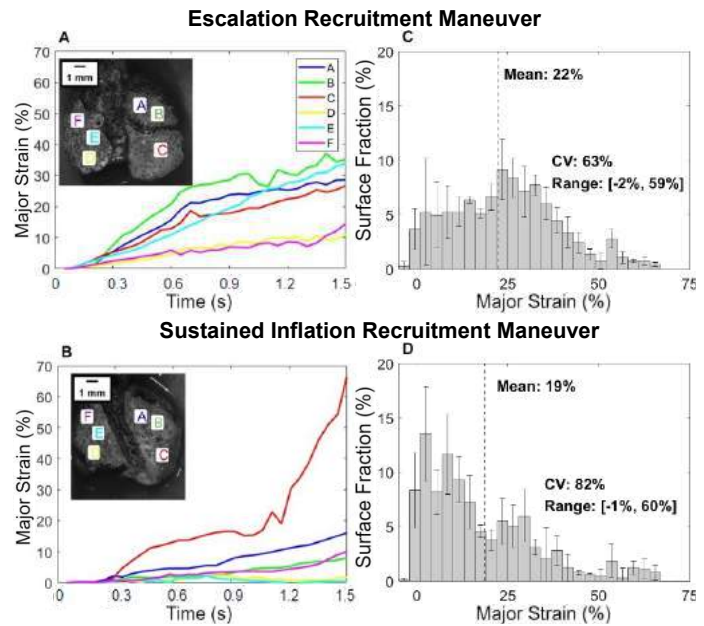 Escalation Recruitment Maneuver
A
70
60
50
40
30
20
10
0
Major Strain (%)
1 mm
A
B
C
D
E
F
A
B
C
D
E
F
0.3
0.6
0.9
1.2
1.5
Time (s)
C
20
15
10
5
0
Surface Fraction (%)
Mean: 22%
CV: 63%
Range: [-2%, 59%]
0
25
50
75
Major Strain (%)
Sustained Inflation Recruitment Maneuver
B
70
60
50
40
30
20
10
0
Major Strain (%)
1 mm
F
E
D
A
B
C
0.3
0.6
0.9
1.2
1.5
Time (s)
D
20
15
10
5
0
Surface Fraction (%)
Mean: 19%
CV: 82%
Range: [-1%, 60%]
0
25
50
75
Major Strain (%)